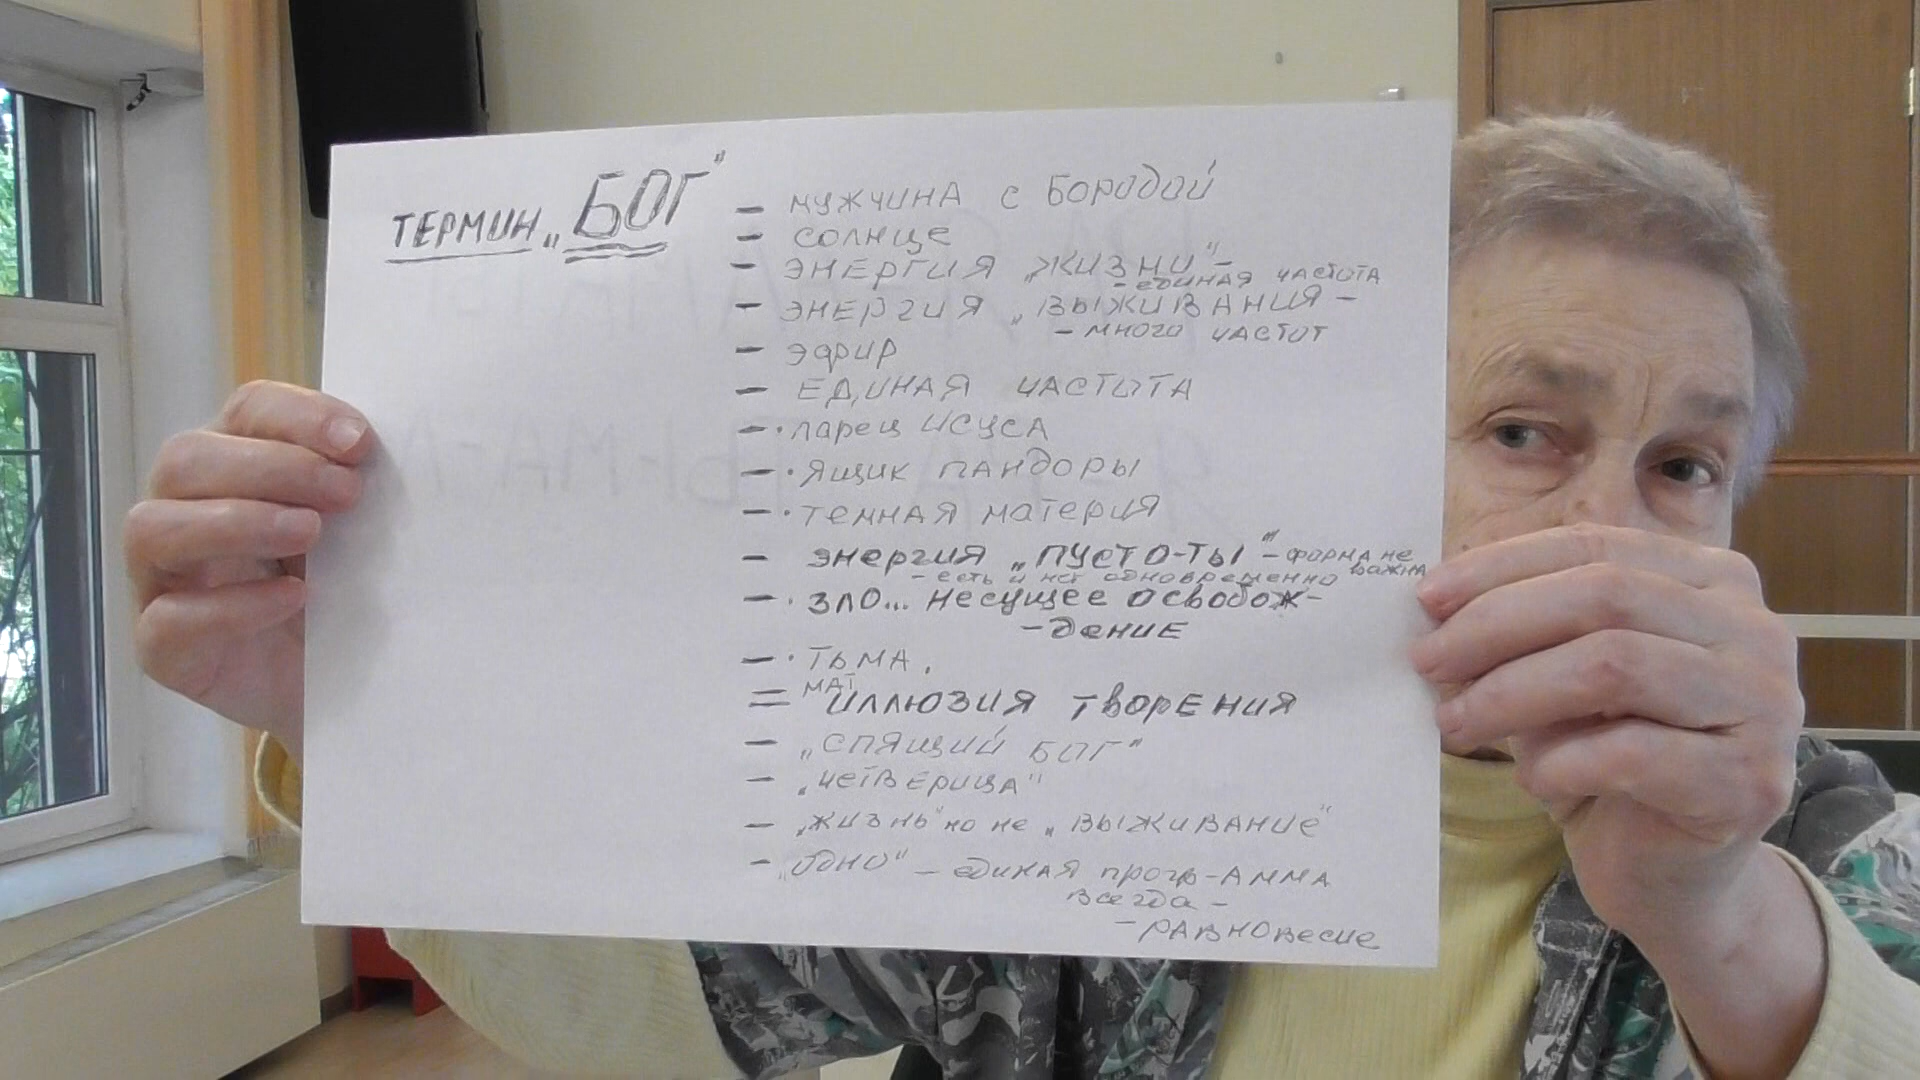 ТЕРМИН „БОГ"
— МУЖЧИНА С БОРОДОЙ
— СОЛНЦЕ
— ЭНЕРГИЯ „ЖИЗНИ" –
– ЕДИНАЯ ЧАСТОТА
— ЭНЕРГИЯ „ВЫЖИВАНИЯ –
– МНОГО ЧАСТОТ
— ЭФИР
— ЕДИНАЯ ЧАСТОТА
— · ларец ИСУСА
— · ЯЩИК ПАНДОРЫ
— · ТЕМНАЯ МАТЕРИЯ
— ЭНЕРГИЯ „ПУСТО-ТЫ" – ФОРМА НЕ
ВАЖНА
– есть и нет одновременно
— · ЗЛО... НЕСУЩЕЕ ОСВОБОЖ-
– ДЕНИЕ
— · ТЬМА.
МАТ
= ИЛЛЮЗИЯ ТВОРЕНИЯ
— „СПЯЩИЙ БОГ"
— „ЧЕТВЕРИЦА"
— „ЖИЗНЬ" но не „ВЫЖИВАНИЕ"
— „ОДНО" – ЕДИНАЯ ПРОГР-АММА
ВСЕГДА –
– РАВНОВЕСИЕ